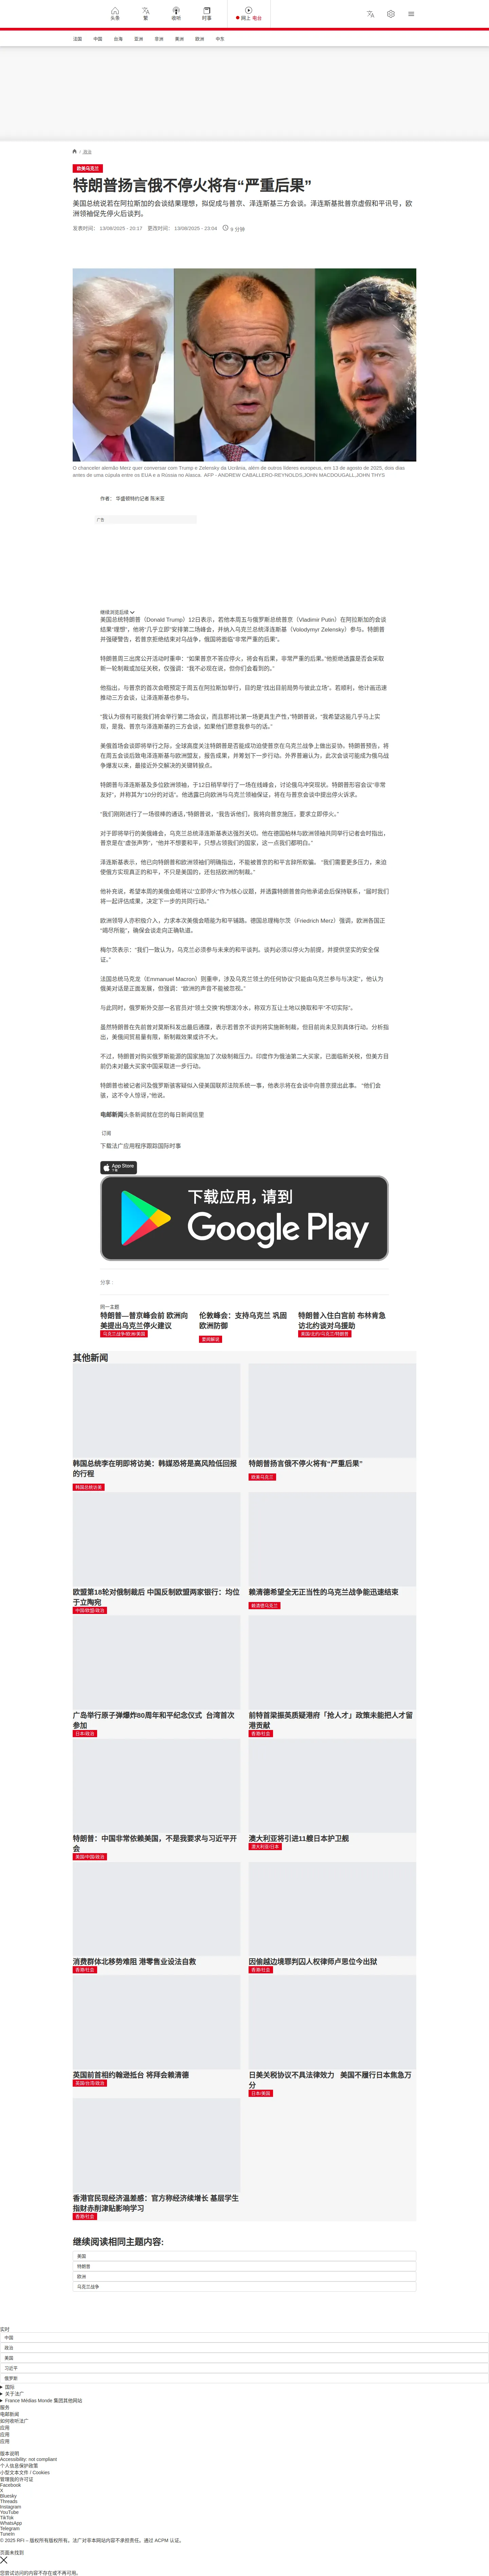 头条
繁
收听
时事
网上 电台
法国
中国
台海
亚洲
非洲
美洲
欧洲
中东
/ 政治
欧美乌克兰
特朗普扬言俄不停火将有“严重后果”
美国总统说若在阿拉斯加的会谈结果理想，拟促成与普京、泽连斯基三方会谈。泽连斯基批普京虚假和平讯号，欧洲领袖促先停火后谈判。
发表时间： 13/08/2025 - 20:17 更改时间： 13/08/2025 - 23:04 9 分钟
O chanceler alemão Merz quer conversar com Trump e Zelensky da Ucrânia, além de outros líderes europeus, em 13 de agosto de 2025, dois dias antes de uma cúpula entre os EUA e a Rússia no Alasca. AFP - ANDREW CABALLERO-REYNOLDS,JOHN MACDOUGALL,JOHN THYS
作者： 华盛顿特约记者 陈米亚
广告
继续浏览后续
美国总统特朗普（Donald Trump）12日表示，若他本周五与俄罗斯总统普京（Vladimir Putin）在阿拉斯加的会谈结果“理想”，他将“几乎立即”安排第二场峰会，并纳入乌克兰总统泽连斯基（Volodymyr Zelensky）参与。特朗普并强硬警告，若普京拒绝结束对乌战争，俄国将面临“非常严重的后果”。
特朗普周三出席公开活动时重申：“如果普京不答应停火，将会有后果，非常严重的后果。”他拒绝透露是否会采取新一轮制裁或加征关税，仅强调：“我不必现在说，但你们会看到的。”
他指出，与普京的首次会晤预定于周五在阿拉斯加举行，目的是“找出目前局势与彼此立场”。若顺利，他计画迅速推动三方会谈，让泽连斯基也参与。
“我认为很有可能我们将会举行第二场会议，而且那将比第一场更具生产性，”特朗普说，“我希望这能几乎马上实现，是我、普京与泽连斯基的三方会谈，如果他们愿意我参与的话。”
美俄首场会谈即将举行之际，全球高度关注特朗普是否能成功迫使普京在乌克兰战争上做出妥协。特朗普预告，将在周五会谈后致电泽连斯基与欧洲盟友，报告成果，并筹划下一步行动。外界普遍认为，此次会谈可能成为俄乌战争爆发以来，最接近外交解决的关键转捩点。
特朗普与泽连斯基及多位欧洲领袖，于12日稍早举行了一场在线峰会，讨论俄乌冲突现状。特朗普形容会议“非常友好”，并称其为“10分的对话”。他透露已向欧洲与乌克兰领袖保证，将在与普京会谈中提出停火诉求。
“我们刚刚进行了一场很棒的通话，”特朗普说，“我告诉他们，我将向普京施压，要求立即停火。”
对于即将举行的美俄峰会，乌克兰总统泽连斯基表达强烈关切。他在德国柏林与欧洲领袖共同举行记者会时指出，普京是在“虚张声势”，“他并不想要和平，只想占领我们的国家，这一点我们都明白。”
泽连斯基表示，他已向特朗普和欧洲领袖们明确指出，不能被普京的和平言辞所欺骗。“我们需要更多压力，来迫使俄方实现真正的和平，不只是美国的，还包括欧洲的制裁。”
他补充说，希望本周的美俄会晤将以“立即停火”作为核心议题，并透露特朗普曾向他承诺会后保持联系，“届时我们将一起评估成果，决定下一步的共同行动。”
欧洲领导人亦积极介入，力求本次美俄会晤能为和平铺路。德国总理梅尔茨（Friedrich Merz）强调，欧洲各国正“竭尽所能”，确保会谈走向正确轨道。
梅尔茨表示：“我们一致认为，乌克兰必须参与未来的和平谈判。谈判必须以停火为前提，并提供坚实的安全保证。”
法国总统马克龙（Emmanuel Macron）则重申，涉及乌克兰领土的任何协议“只能由乌克兰参与与决定”，他认为俄美对话是正面发展，但强调：“欧洲的声音不能被忽视。”
与此同时，俄罗斯外交部一名官员对“领土交换”构想泼冷水，称双方互让土地以换取和平“不切实际”。
虽然特朗普在先前曾对莫斯科发出最后通牒，表示若普京不谈判将实施新制裁，但目前尚未见到具体行动。分析指出，美俄间贸易量有限，新制裁效果或许不大。
不过，特朗普对购买俄罗斯能源的国家施加了次级制裁压力。印度作为俄油第二大买家，已面临新关税，但美方目前仍未对最大买家中国采取进一步行动。
特朗普也被记者问及俄罗斯骇客疑似入侵美国联邦法院系统一事，他表示将在会谈中向普京提出此事。“他们会骇，这不令人惊讶，”他说。
电邮新闻头条新闻就在您的每日新闻信里
订阅
下载法广应用程序跟踪国际时事
App Store
下载
下载应用，请到
Google Play
分享 :
同一主题
特朗普—普京峰会前 欧洲向美提出乌克兰停火建议
乌克兰战争/欧洲/美国
伦敦峰会：支持乌克兰 巩固欧洲防御
要闻解说
特朗普入住白宫前 布林肯急访北约谈对乌援助
美国/北约/乌克兰/特朗普
其他新闻
韩国总统李在明即将访美：韩媒恐将是高风险低回报的行程
韩国总统访美
特朗普扬言俄不停火将有“严重后果”
欧美乌克兰
欧盟第18轮对俄制裁后 中国反制欧盟两家银行：均位于立陶宛
中国/欧盟/政治
赖清德希望全无正当性的乌克兰战争能迅速结束
赖清德乌克兰
广岛举行原子弹爆炸80周年和平纪念仪式 台湾首次参加
日本/政治
前特首梁振英质疑港府「抢人才」政策未能把人才留港贡献
香港/社会
特朗普：中国非常依赖美国，不是我要求与习近平开会
美国/中国/政治
澳大利亚将引进11艘日本护卫舰
澳大利亚/日本
消费群体北移势难阻 港零售业设法自救
香港/社会
因偷越边境罪判囚人权律师卢思位今出狱
香港/社会
英国前首相约翰逊抵台 将拜会赖清德
英国/台湾/政治
日美关税协议不具法律效力 美国不履行日本焦急万分
日本/美国
香港官民现经济温差感：官方称经济续增长 基层学生指财赤削津贴影响学习
香港/社会
继续阅读相同主题内容:
美国
特朗普
欧洲
乌克兰战争
实时
中国
政治
美国
习近平
俄罗斯
国际
关于法广
France Médias Monde 集团其他网站
服务
电邮新闻
如何收听法广
应用
应用
应用
版本说明
Accessibility: not compliant
个人信息保护政策
小型文本文件 / Cookies
管理我的许可证
Facebook
X
Bluesky
Threads
Instagram
YouTube
TikTok
WhatsApp
Telegram
TuneIn
© 2025 RFI – 版权所有版权所有。法广对非本网站内容不承担责任。通过 ACPM 认证。
页面未找到
您尝试访问的内容不存在或不再可用。